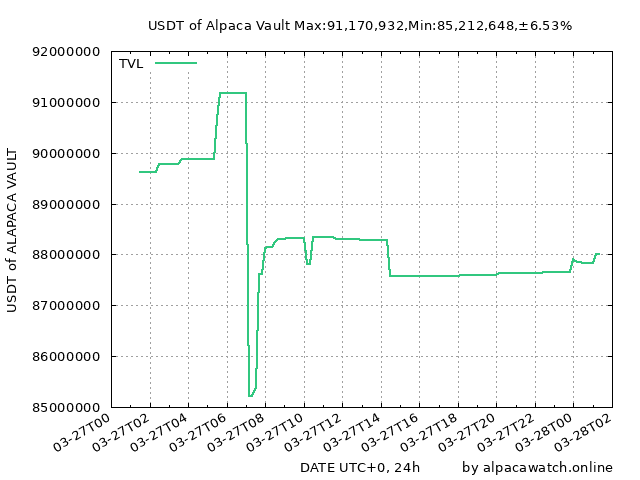 USDT of Alpaca Vault Max:91,170,932,Min:85,212,648,±6.53%
TVL
92000000
91000000
90000000
89000000
88000000
87000000
86000000
85000000
USDT of ALAPACA VAULT
03-27T00
03-27T02
03-27T04
03-27T06
03-27T08
03-27T10
03-27T12
03-27T14
03-27T16
03-27T18
03-27T20
03-27T22
03-28T00
03-28T02
DATE UTC+0, 24h
by alpacawatch.online